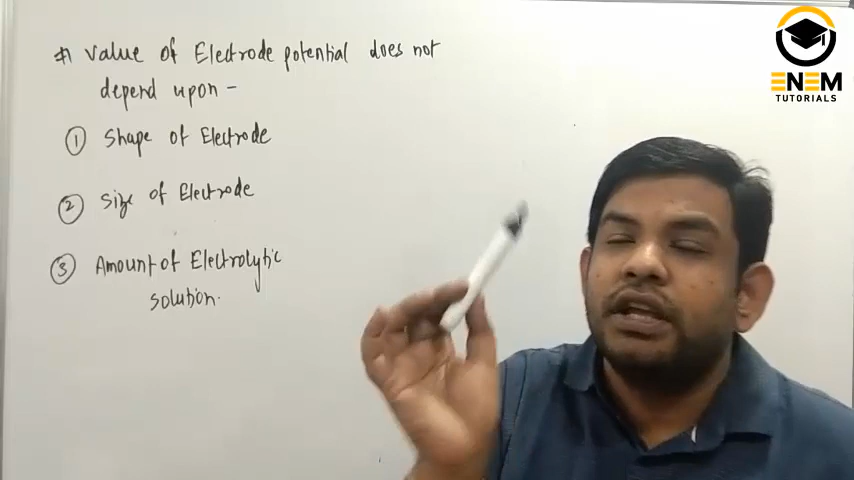 # Value of Electrode potential does not
depend upon -
① Shape of Electrode
② Size of Electrode
③ Amount of Electrolytic
solution.
ENEM
TUTORIALS